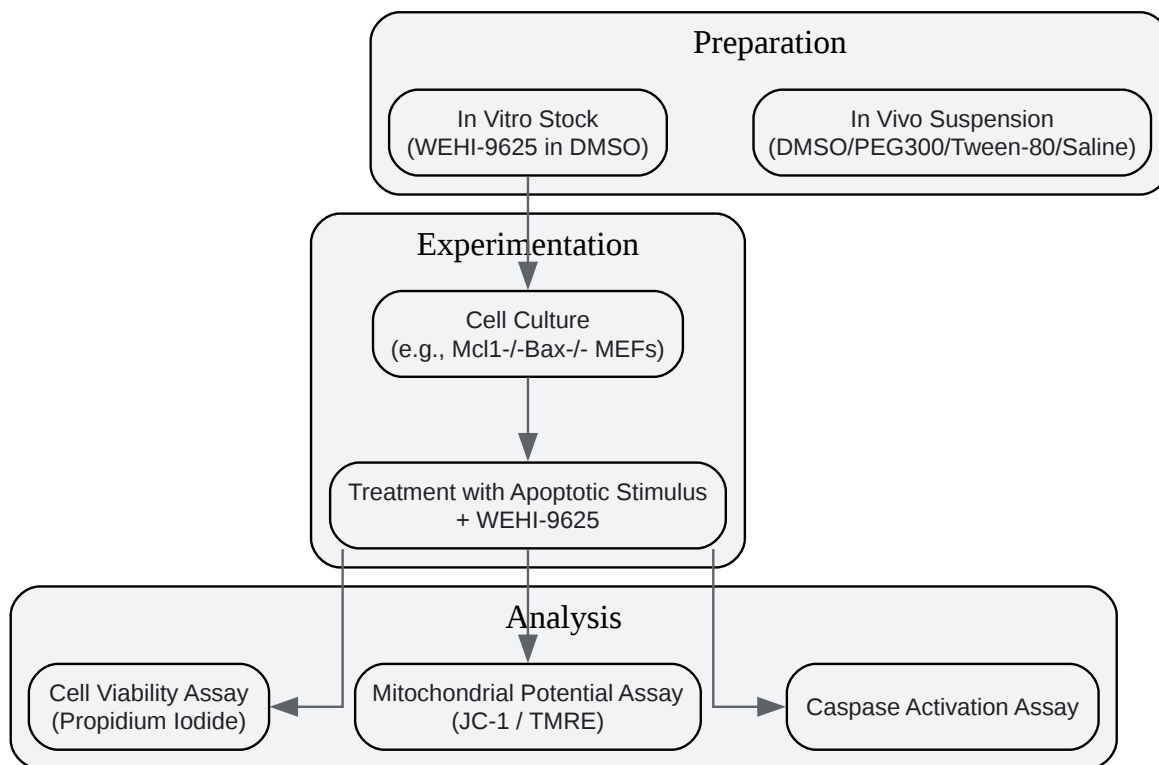 Preparation
In Vitro Stock
(WEHI-9625 in DMSO)
In Vivo Suspension
(DMSO/PEG300/Tween-80/Saline)
Experimentation
Cell Culture
(e.g., Mcl1-/-Bax-/- MEFs)
Treatment with Apoptotic Stimulus
+ WEHI-9625
Analysis
Cell Viability Assay
(Propidium Iodide)
Mitochondrial Potential Assay
(JC-1 / TMRE)
Caspase Activation Assay